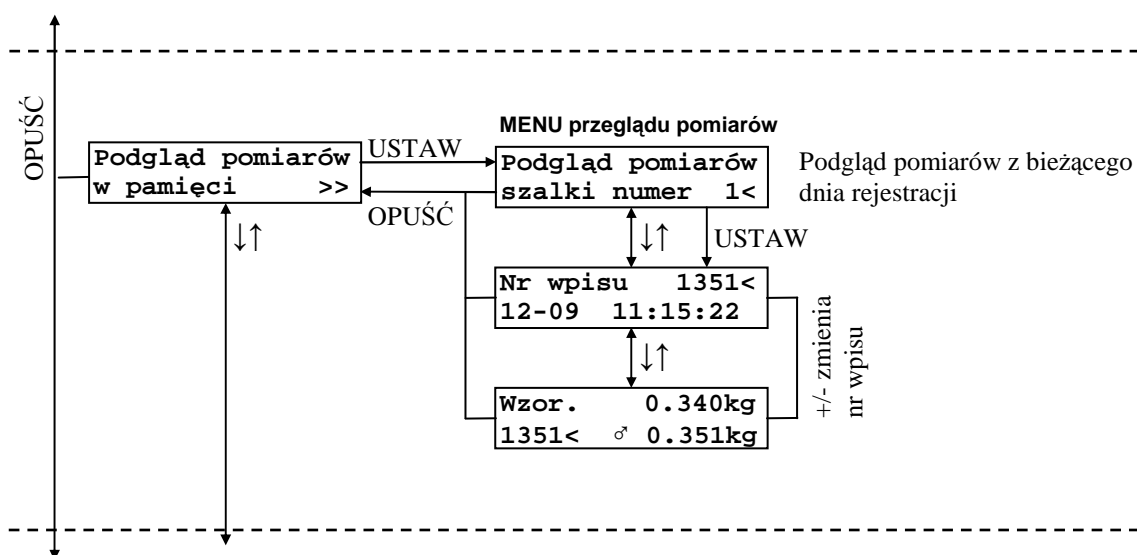 OPUŚĆ
MENU przeglądu pomiarów
Podgląd pomiarów
w pamięci >>
USTAW
OPUŚĆ
Podgląd pomiarów
szalki numer 1<
Podgląd pomiarów z bieżącego
dnia rejestracji
↓↑
↓↑
USTAW
Nr wpisu 1351<
12-09 11:15:22
↓↑
+/- zmienia
nr wpisu
Wzor. 0.340kg
1351< ♂ 0.351kg